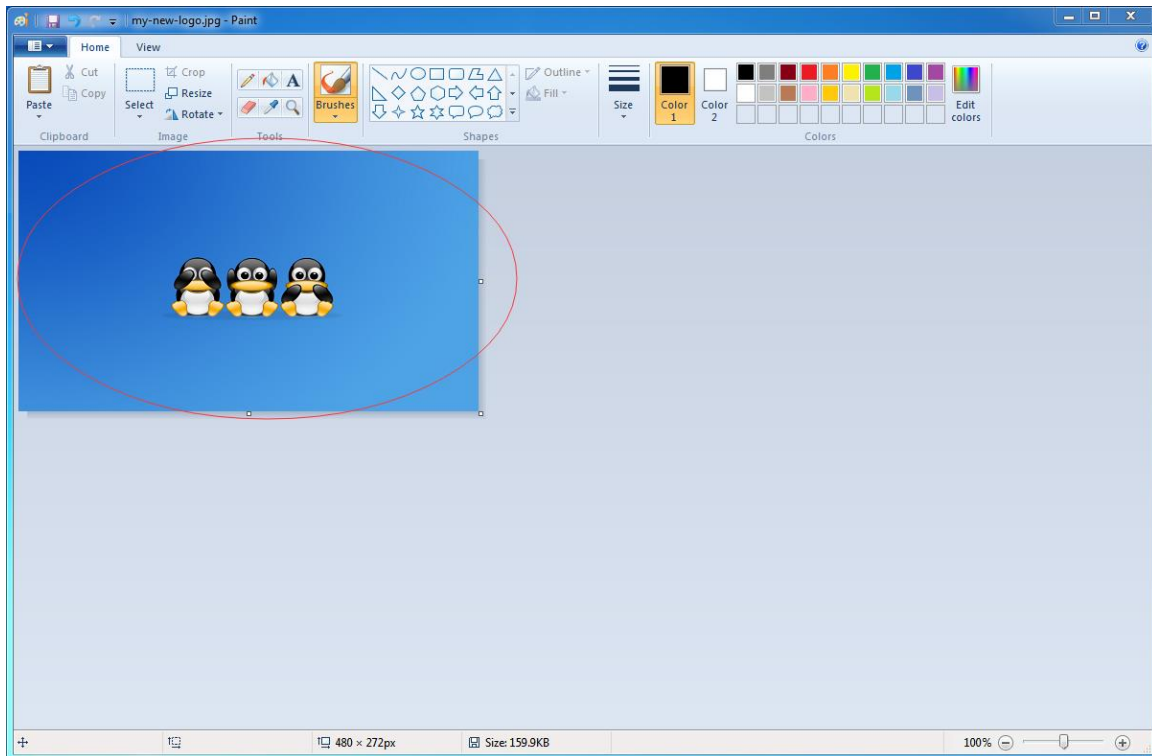 my-new-logo.jpg - Paint
Home View
Paste
Cut
Copy
Clipboard
Select
Crop
Resize
Rotate
Image
A
Tools
Brushes
Shapes
Outline
Fill
Size
Color
1
Color
2
Edit
colors
Colors
480 × 272px
Size: 159.9KB
100%